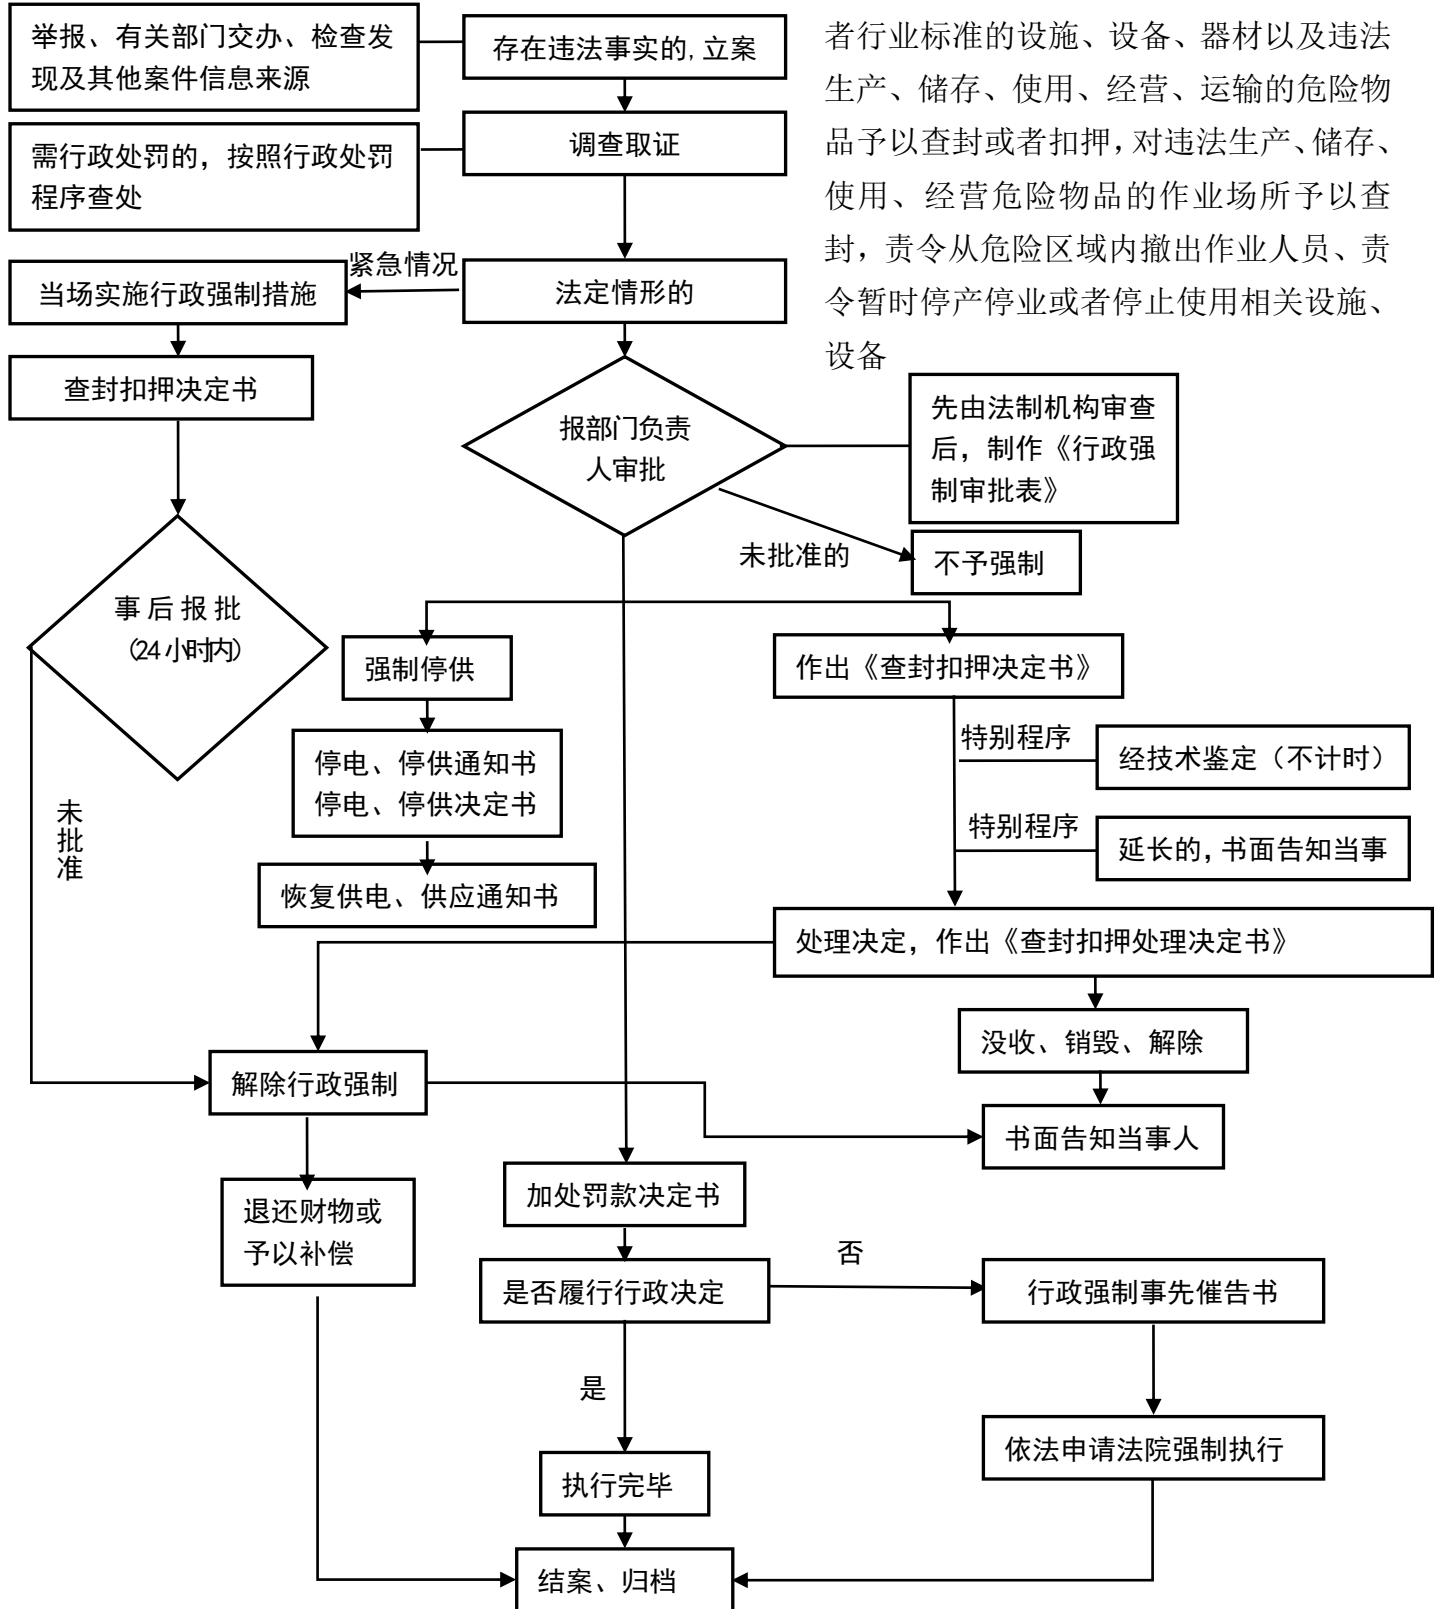 举报、有关部门交办、检查发
现及其他案件信息来源
存在违法事实的,立案
者行业标准的设施、设备、器材以及违法
生产、储存、使用、经营、运输的危险物
品予以查封或者扣押，对违法生产、储存、
使用、经营危险物品的作业场所予以查
封，责令从危险区域内撤出作业人员、责
令暂时停产停业或者停止使用相关设施、
设备
需行政处罚的，按照行政处罚
程序查处
调查取证
紧急情况
当场实施行政强制措施
法定情形的
查封扣押决定书
报部门负责
人审批
先由法制机构审查
后，制作《行政强
制审批表》
未批准的
不予强制
事后报批
（24小时内）
强制停供
作出《查封扣押决定书》
特别程序
经技术鉴定（不计时）
停电、停供通知书
停电、停供决定书
未
批
准
特别程序
延长的，书面告知当事
恢复供电、供应通知书
处理决定，作出《查封扣押处理决定书》
没收、销毁、解除
解除行政强制
书面告知当事人
加处罚款决定书
退还财物或
予以补偿
否
是否履行行政决定
行政强制事先催告书
是
依法申请法院强制执行
执行完毕
结案、归档